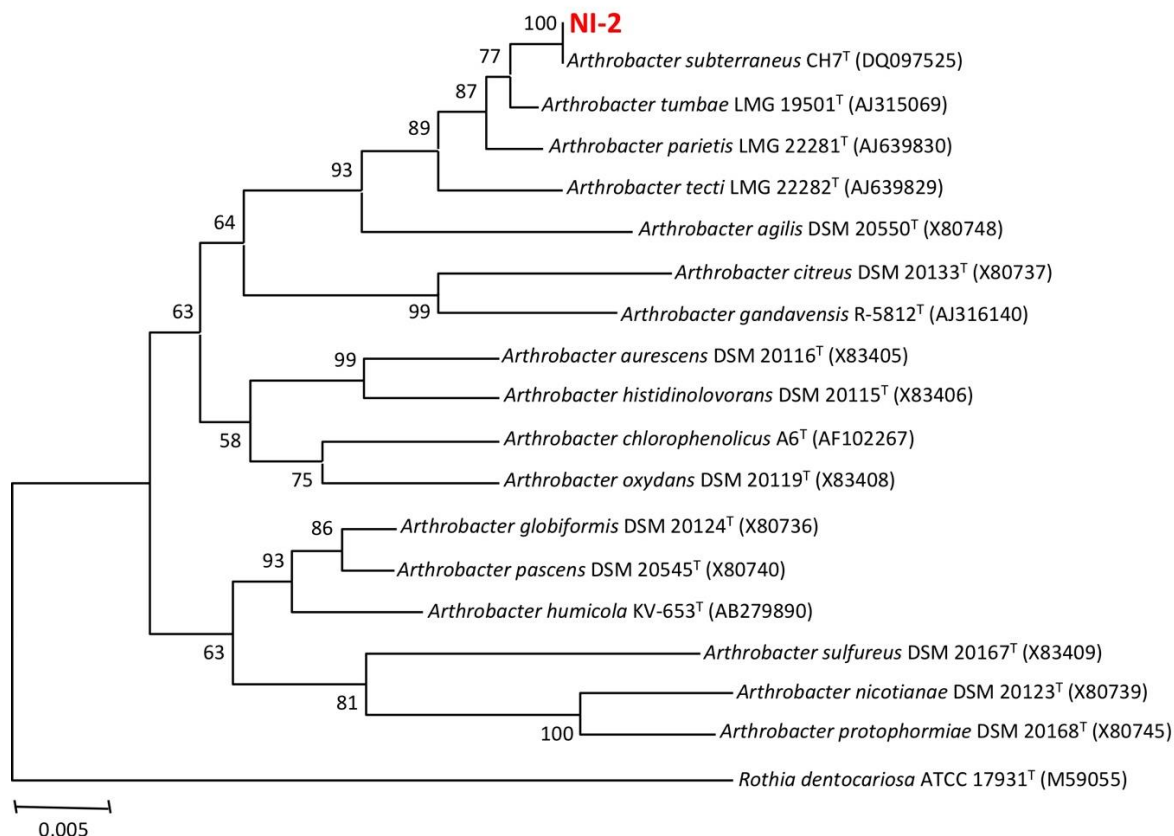 100 NI-2
Arthrobacter subterraneus CH7ᵀ (DQ097525)
77
Arthrobacter tumbae LMG 19501ᵀ (AJ315069)
87
Arthrobacter parietis LMG 22281ᵀ (AJ639830)
89
Arthrobacter tecti LMG 22282ᵀ (AJ639829)
93
Arthrobacter agilis DSM 20550ᵀ (X80748)
64
Arthrobacter citreus DSM 20133ᵀ (X80737)
99
Arthrobacter gandavensis R-5812ᵀ (AJ316140)
63
Arthrobacter aurescens DSM 20116ᵀ (X83405)
99
Arthrobacter histidinolovorans DSM 20115ᵀ (X83406)
58
Arthrobacter chlorophenolicus A6ᵀ (AF102267)
75
Arthrobacter oxydans DSM 20119ᵀ (X83408)
86
Arthrobacter globiformis DSM 20124ᵀ (X80736)
93
Arthrobacter pascens DSM 20545ᵀ (X80740)
Arthrobacter humicola KV-653ᵀ (AB279890)
63
Arthrobacter sulfureus DSM 20167ᵀ (X83409)
81
Arthrobacter nicotianae DSM 20123ᵀ (X80739)
100
Arthrobacter protophormiae DSM 20168ᵀ (X80745)
Rothia dentocariosa ATCC 17931ᵀ (M59055)
0.005